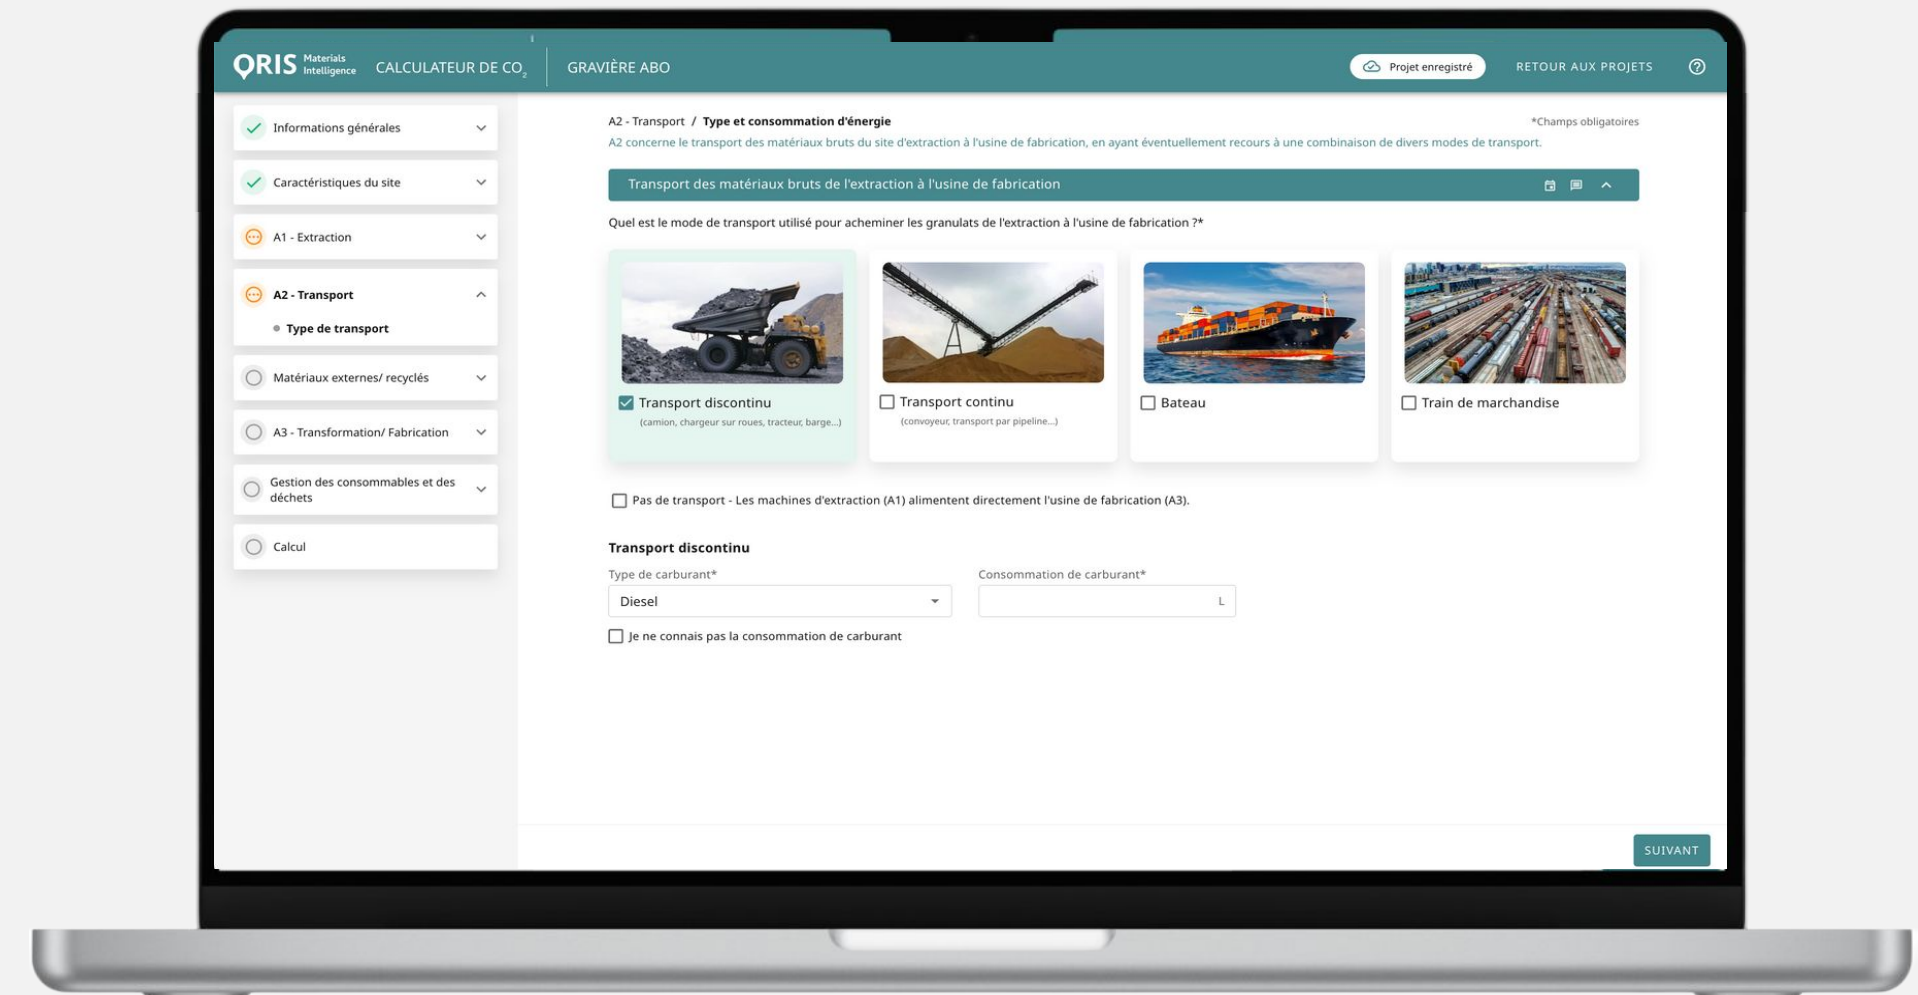 QRIS Materials Intelligence
CALCULATEUR DE CO₂
GRAVIÈRE ABO
Projet enregistré
RETOUR AUX PROJETS
Informations générales
Caractéristiques du site
A1 - Extraction
A2 - Transport
Type de transport
Matériaux externes/ recyclés
A3 - Transformation/ Fabrication
Gestion des consommables et des
déchets
Calcul
A2 - Transport / Type et consommation d'énergie
*Champs obligatoires
A2 concerne le transport des matériaux bruts du site d'extraction à l'usine de fabrication, en ayant éventuellement recours à une combinaison de divers modes de transport.
Transport des matériaux bruts de l'extraction à l'usine de fabrication
Quel est le mode de transport utilisé pour acheminer les granulats de l'extraction à l'usine de fabrication ?*
Transport discontinu
(camion, chargeur sur roues, tracteur, barge...)
Transport continu
(convoyeur, transport par pipeline...)
Bateau
Train de marchandise
Pas de transport - Les machines d'extraction (A1) alimentent directement l'usine de fabrication (A3).
Transport discontinu
Type de carburant*
Diesel
Consommation de carburant*
L
Je ne connais pas la consommation de carburant
SUIVANT